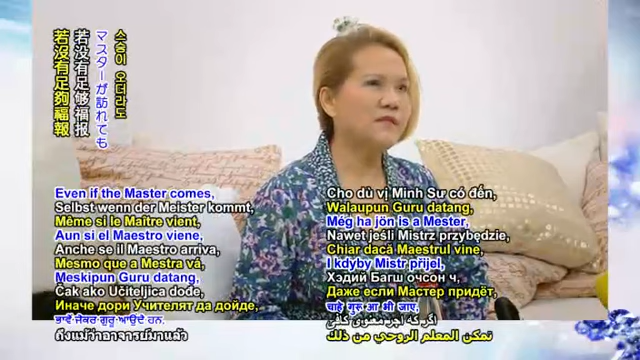 스승이 오더라도
マスターが訪れても
若没有足够福报
若沒有足夠福報
Even if the Master comes,
Selbst wenn der Meister kommt,
Même si le Maître vient,
Aun si el Maestro viene,
Anche se il Maestro arriva,
Mesmo que a Mestra vá,
Meskipun Guru datang,
Čak ako Učiteljica dođe,
Иначе дори Учителят да дойде,
ਭਾਵੇਂ ਜੇਕਰ ਗੁਰੂ ਆਉਂਦੇ ਹਨ,
ถึงแม้ว่าอาจารย์มาแล้ว
Cho dù vị Minh Sư có đến,
Walaupun Guru datang,
Még ha jön is a Mester,
Nawet jeśli Mistrz przybędzie,
Chiar dacă Maestrul vine,
I kdyby Mistr přijel,
Хэдий Багш очсон ч,
Даже если Мастер придёт,
चाहे गुरु आ भी जाए,
اگر که اجر معنوی کافی
تمكن المعلم الروحي من ذلك